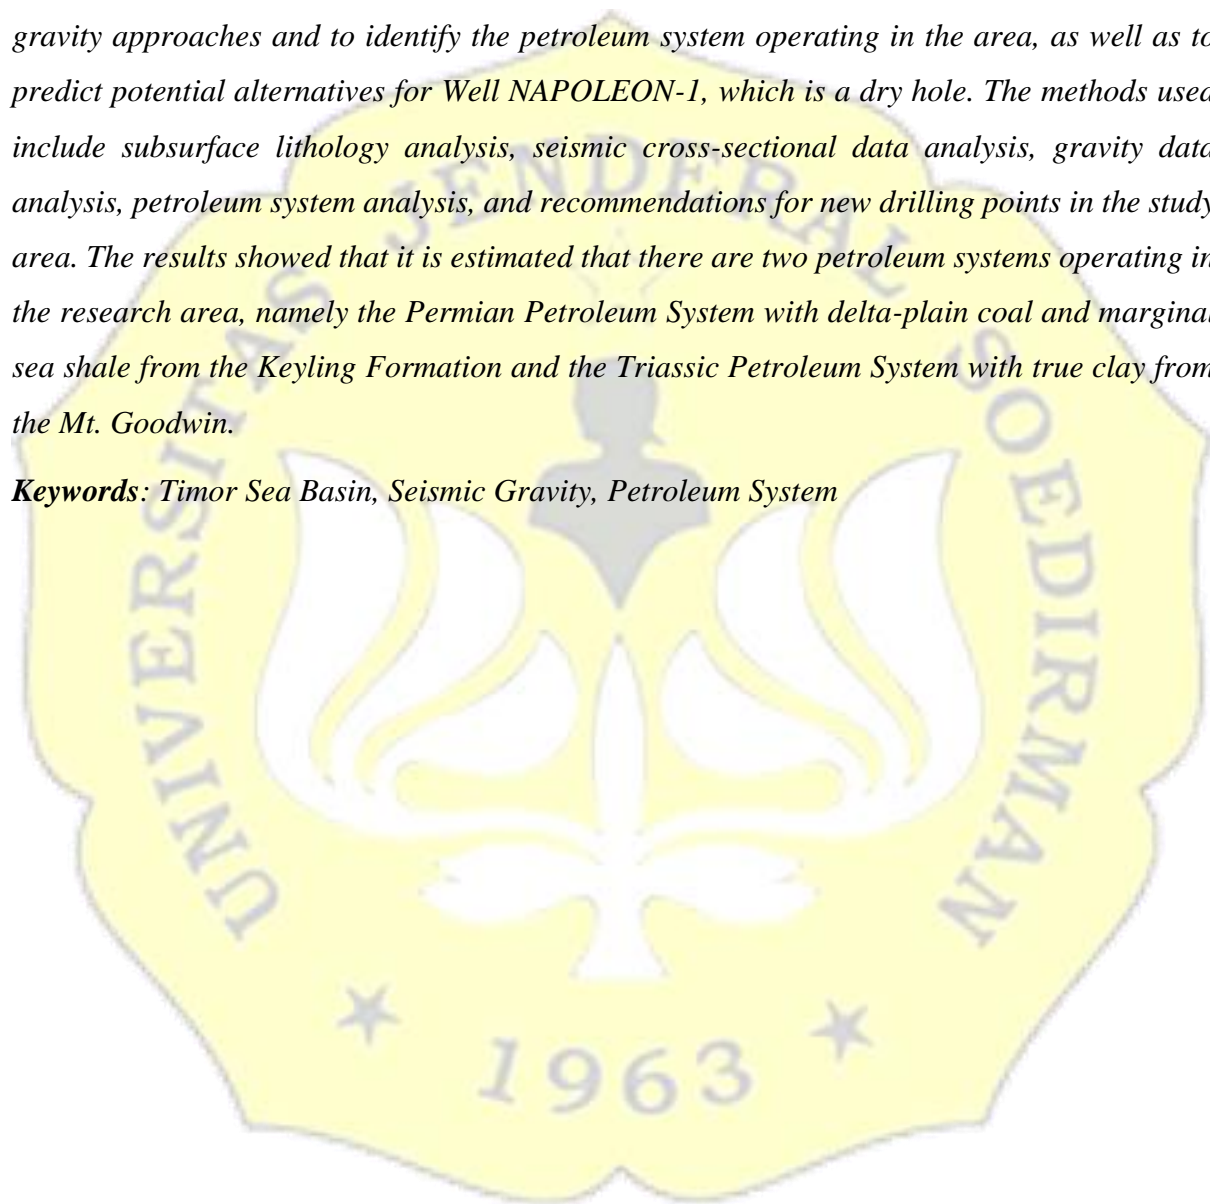 gravity approaches and to identify the petroleum system operating in the area, as well as to
predict potential alternatives for Well NAPOLEON-1, which is a dry hole. The methods used
include subsurface lithology analysis, seismic cross-sectional data analysis, gravity data
analysis, petroleum system analysis, and recommendations for new drilling points in the study
area. The results showed that it is estimated that there are two petroleum systems operating in
the research area, namely the Permian Petroleum System with delta-plain coal and marginal
sea shale from the Keyling Formation and the Triassic Petroleum System with true clay from
the Mt. Goodwin.
Keywords: Timor Sea Basin, Seismic Gravity, Petroleum System
UNIVERSITAS JENDERAL SOEDIRMAN
1963